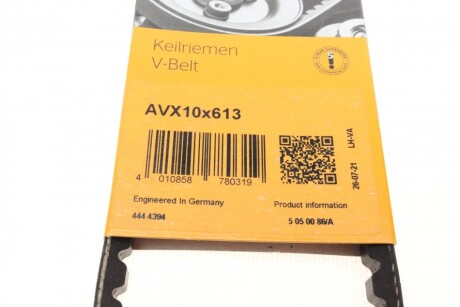 Keilriemen
V-Belt
AVX10x613
4 010858 780319
26-07-21 LH-VA
Engineered In Germany
444 4394
Product information
5 05 00 86/A